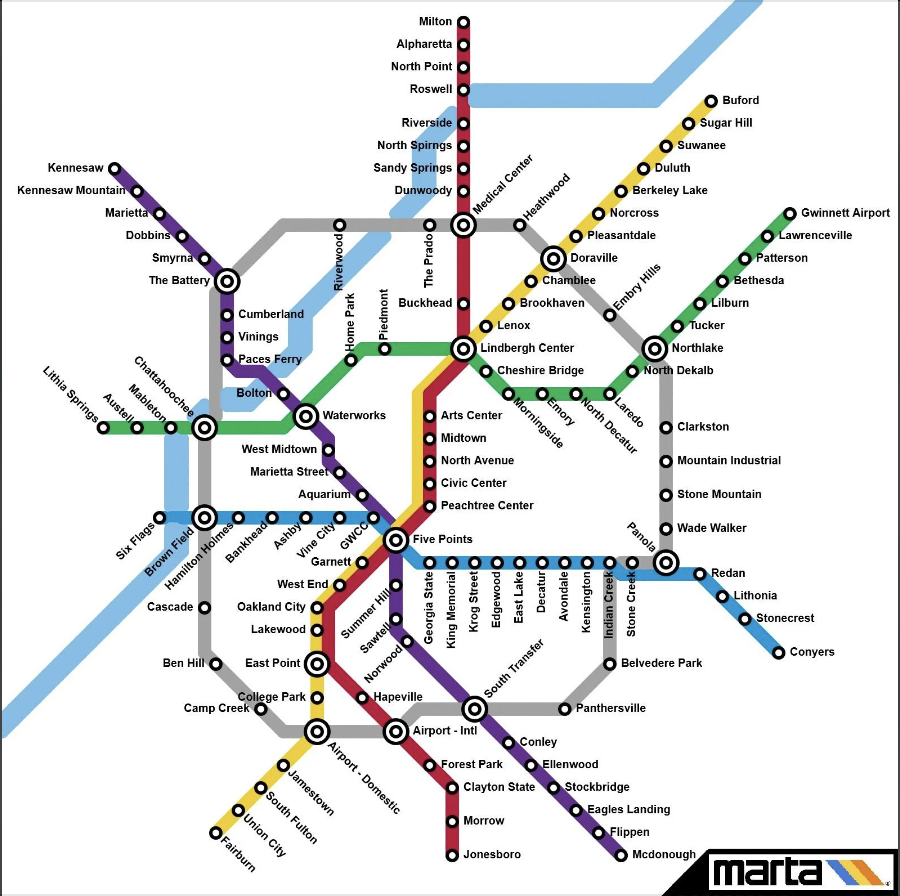 Milton
Alpharetta
North Point
Roswell
Riverside
North Spirngs
Sandy Springs
Dunwoody
Medical Center
Heathwood
Buford
Sugar Hill
Suwanee
Duluth
Berkeley Lake
Norcross
Pleasantdale
Doraville
Chamblee
Brookhaven
Lenox
Buckhead
Lindbergh Center
Kennesaw
Kennesaw Mountain
Marietta
Dobbins
Smyrna
The Battery
Cumberland
Vinings
Paces Ferry
Bolton
Waterworks
West Midtown
Marietta Street
Aquarium
Riverwood
The Prado
Embry Hills
Gwinnett Airport
Lawrenceville
Patterson
Bethesda
Lilburn
Tucker
Northlake
North Dekalb
Laredo
North Decatur
Emory
Morningside
Cheshire Bridge
Piedmont
Home Park
Chattahoochee
Mableton
Austell
Lithia Springs
Arts Center
Midtown
North Avenue
Civic Center
Peachtree Center
Five Points
Clarkston
Mountain Industrial
Stone Mountain
Wade Walker
Panola
Six Flags
Brown Field
Hamilton Holmes
Bankhead
Ashby
Vine City
GWCC
Georgia State
King Memorial
Krog Street
Edgewood
East Lake
Decatur
Avondale
Kensington
Indian Creek
Stone Creek
Redan
Lithonia
Stonecrest
Conyers
Garnett
West End
Oakland City
Lakewood
East Point
College Park
Summer Hill
Sawtell
Norwood
Cascade
Ben Hill
Camp Creek
Hapeville
Airport - Intl
Airport - Domestic
South Transfer
Belvedere Park
Panthersville
Jamestown
South Fulton
Union City
Fairburn
Forest Park
Clayton State
Morrow
Jonesboro
Conley
Ellenwood
Stockbridge
Eagles Landing
Flippen
Mcdonough
marta